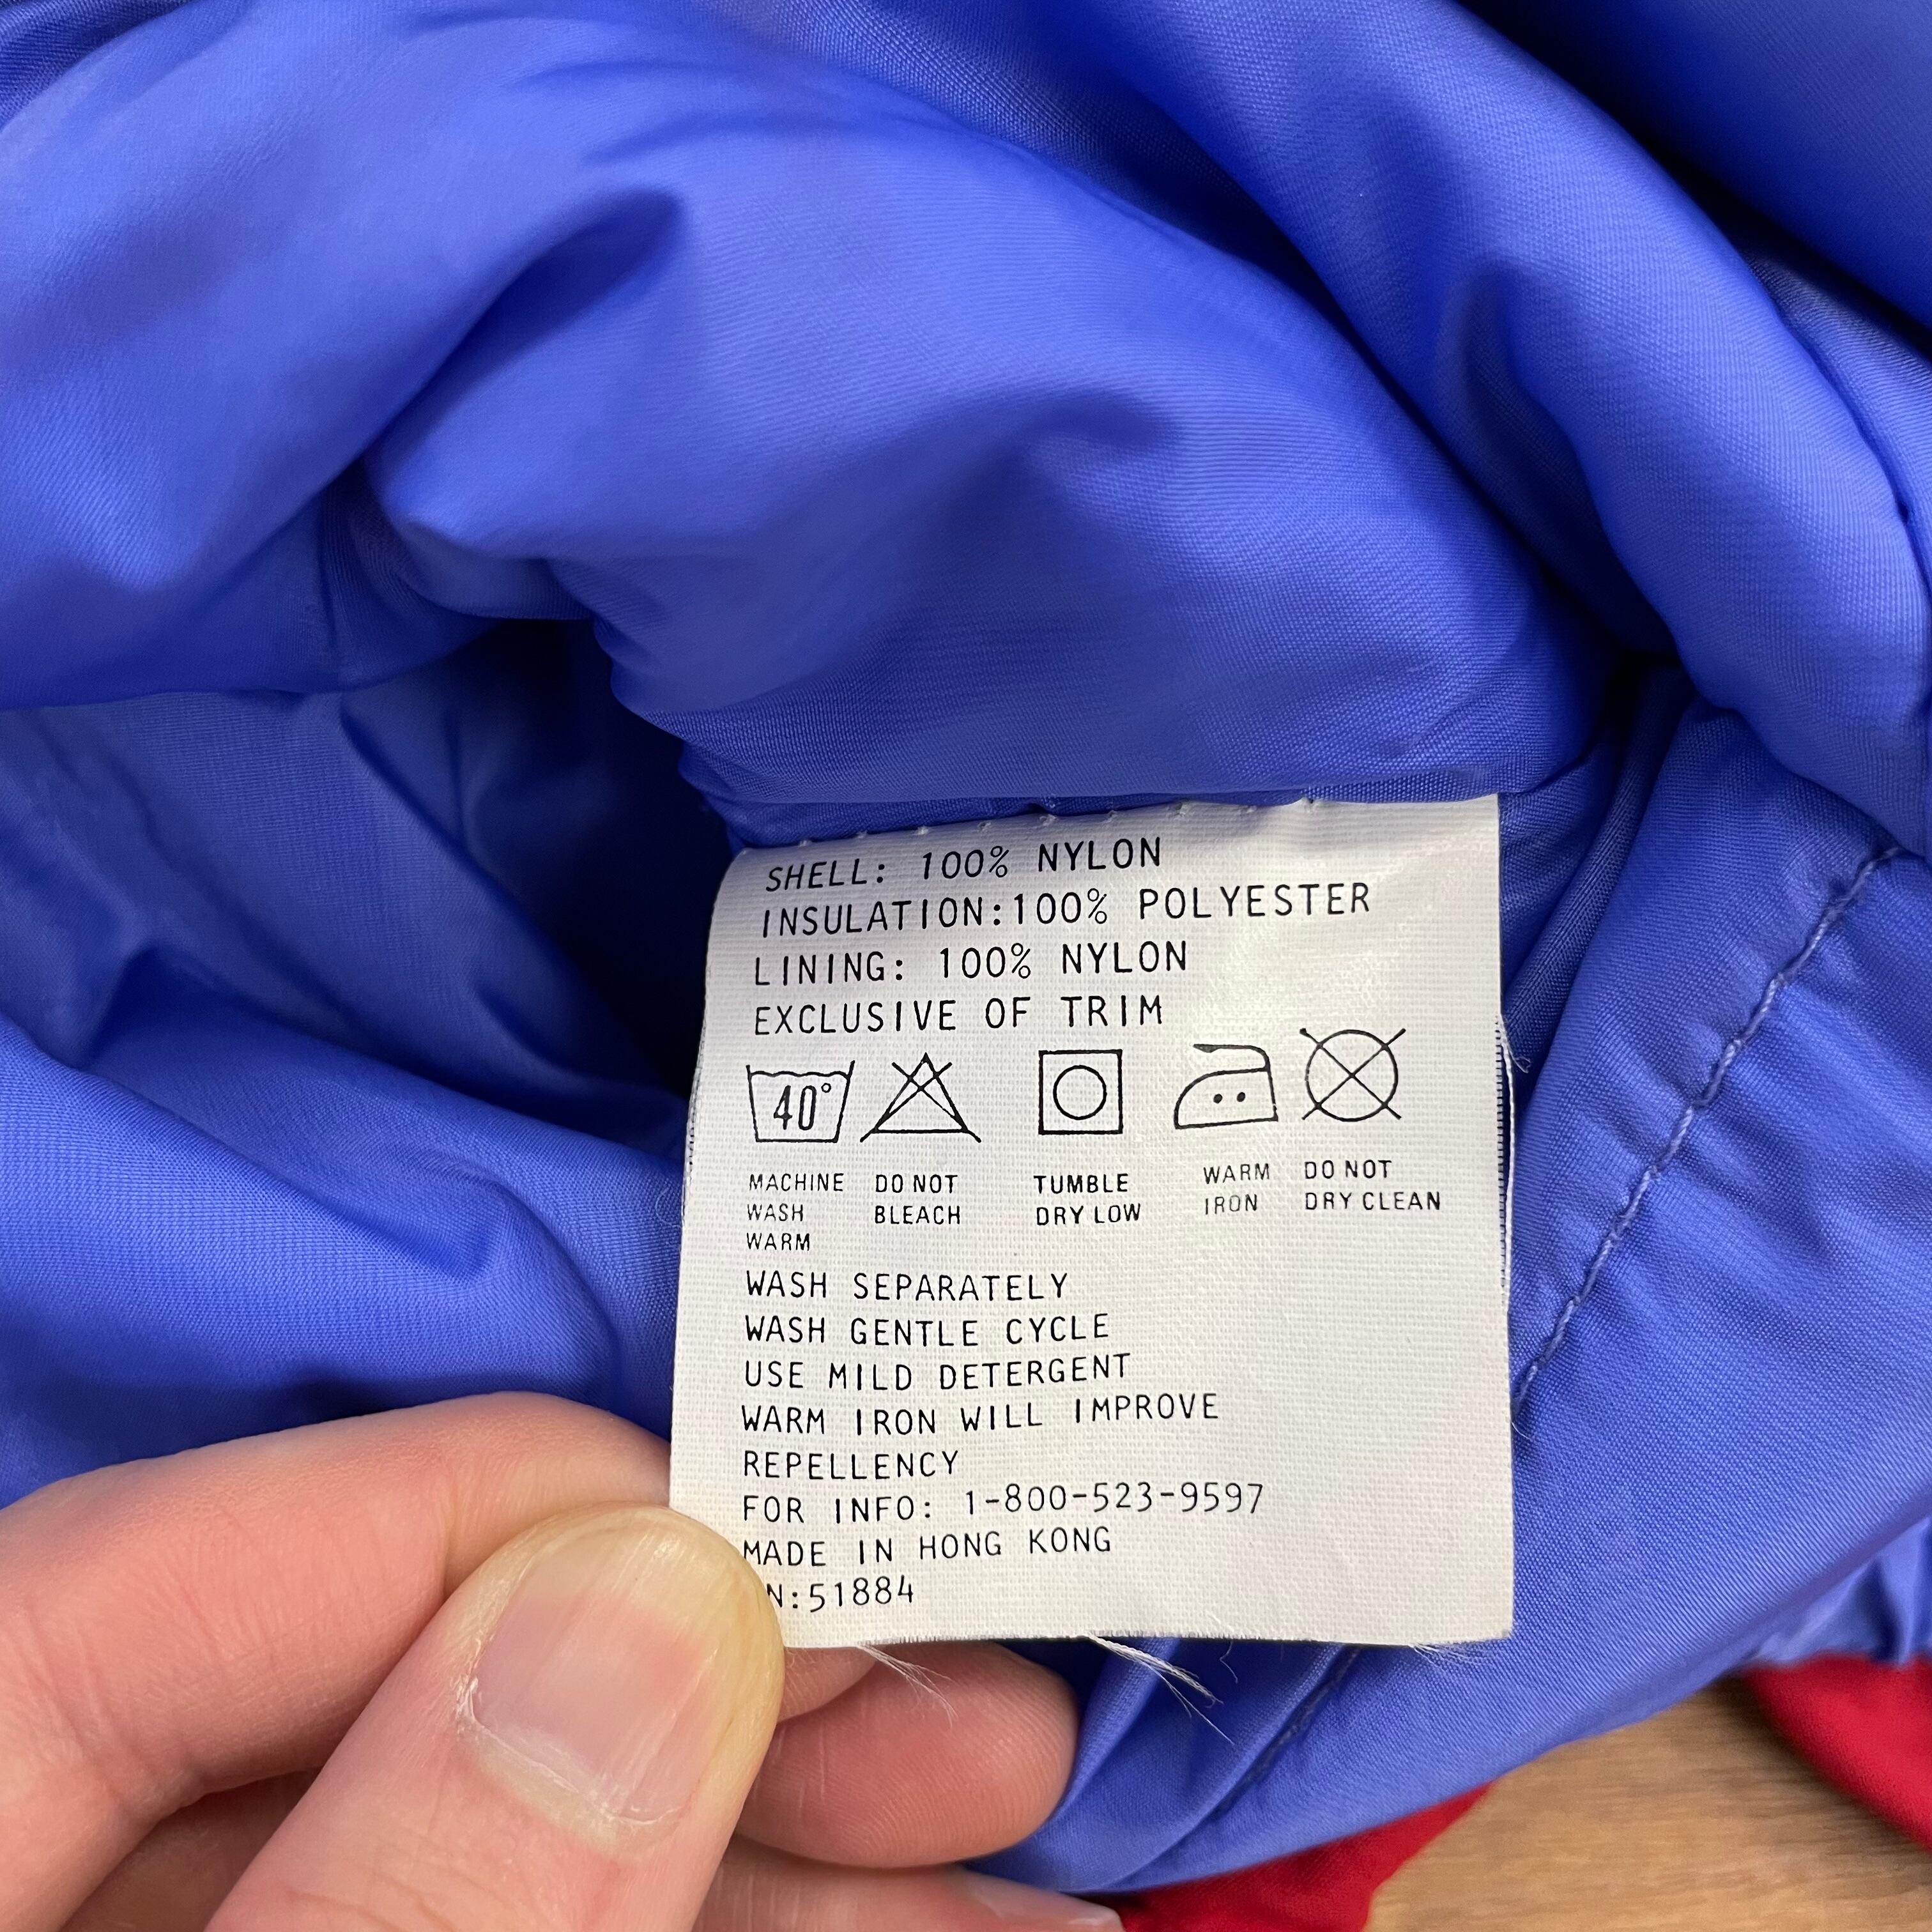 SHELL: 100% NYLON
INSULATION:100% POLYESTER
LINING: 100% NYLON
EXCLUSIVE OF TRIM
40°
MACHINE WASH WARM
DO NOT BLEACH
TUMBLE DRY LOW
WARM IRON
DO NOT DRY CLEAN
WASH SEPARATELY
WASH GENTLE CYCLE
USE MILD DETERGENT
WARM IRON WILL IMPROVE
REPELLENCY
FOR INFO: 1-800-523-9597
MADE IN HONG KONG
N:51884